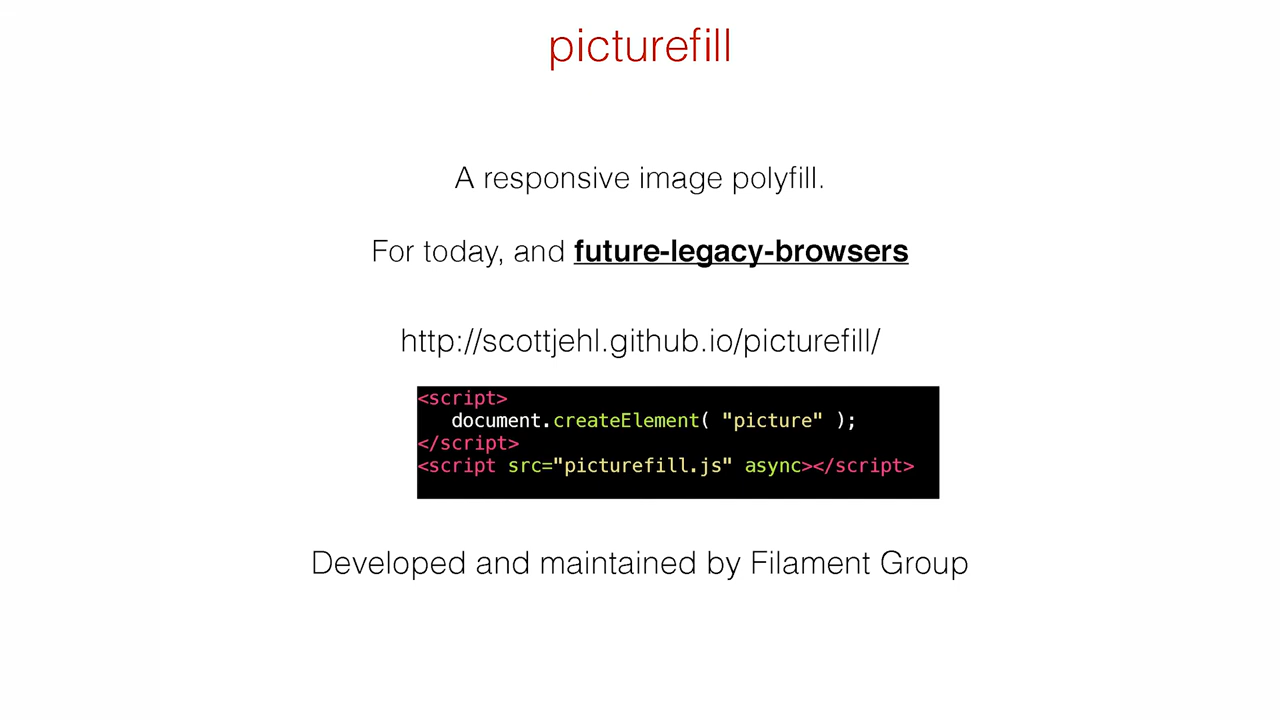 picturefill
A responsive image polyfill.
For today, and future-legacy-browsers
http://scottjehl.github.io/picturefill/
<script>
document.createElement( "picture" );
</script>
<script src="picturefill.js" async></script>
Developed and maintained by Filament Group